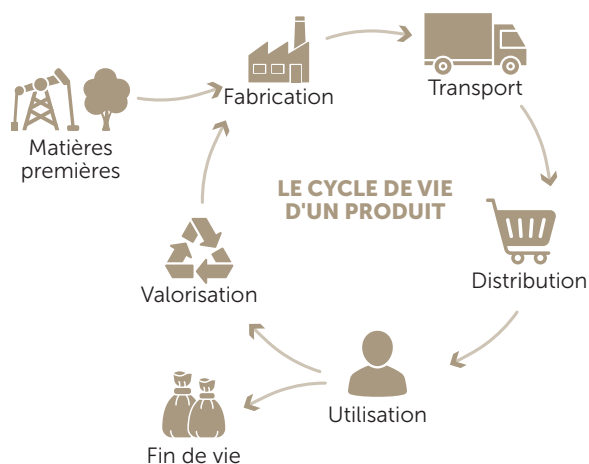 Fabrication
Transport
Matières
premières
LE CYCLE DE VIE
D'UN PRODUIT
Distribution
Valorisation
Utilisation
Fin de vie